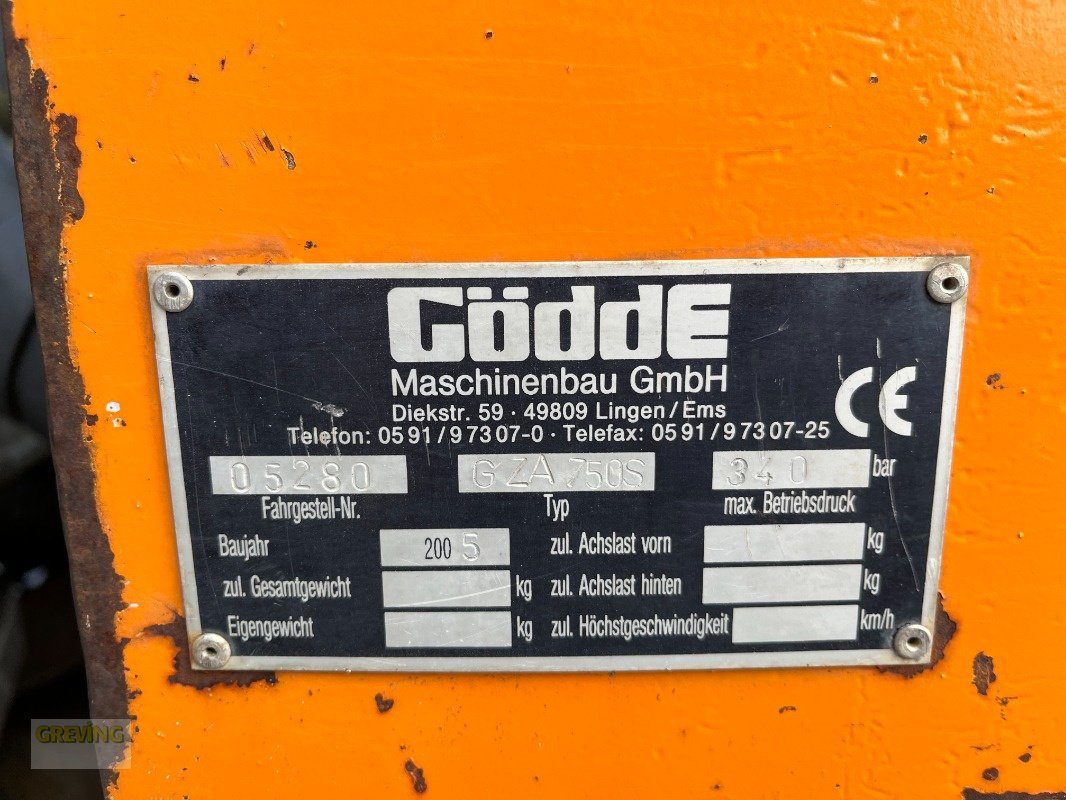 GöddE
Maschinenbau GmbH
Diekstr. 59 · 49809 Lingen/Ems
Telefon: 0591/97307-0 · Telefax: 0591/97307-25
CE
05280 GZA 750S 340 bar
Fahrgestell-Nr. Typ max. Betriebsdruck
Baujahr 2005 zul. Achslast vorn kg
zul. Gesamtgewicht kg zul. Achslast hinten kg
Eigengewicht kg zul. Höchstgeschwindigkeit km/h
GREVING